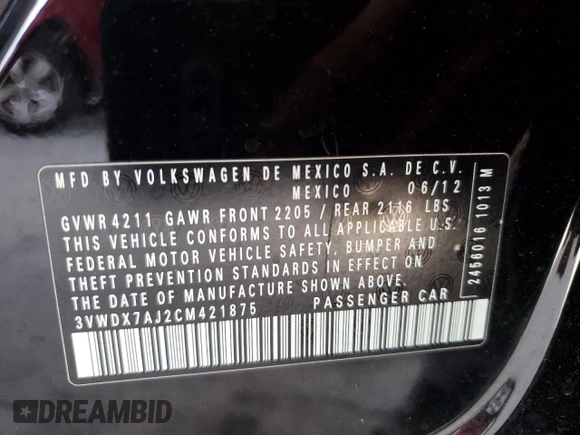 MFD BY VOLKSWAGEN DE MEXICO S.A. DE C.V.
MEXICO 06/12
GVWR 4211 GAWR FRONT 2205 / REAR 2116 LBS
THIS VEHICLE CONFORMS TO ALL APPLICABLE U.S.
FEDERAL MOTOR VEHICLE SAFETY, BUMPER AND
THEFT PREVENTION STANDARDS IN EFFECT ON
THE DATE OF MANUFACTURE SHOWN ABOVE.
3VWDX7AJ2CM421875 PASSENGER CAR
2456016 1013 M
DREAMBID